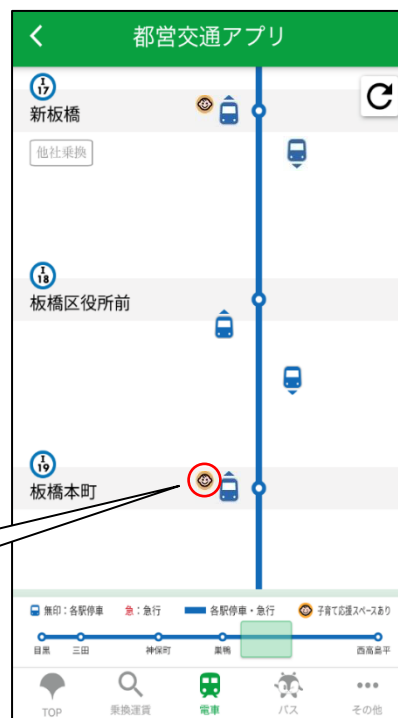 都営交通アプリ
I
17
新板橋
他社乗換
I
18
板橋区役所前
I
19
板橋本町
無印：各駅停車 急：急行 各駅停車・急行 子育て応援スペースあり
目黒 三田 神保町 巣鴨 西高島平
TOP 乗換運賃 電車 バス その他